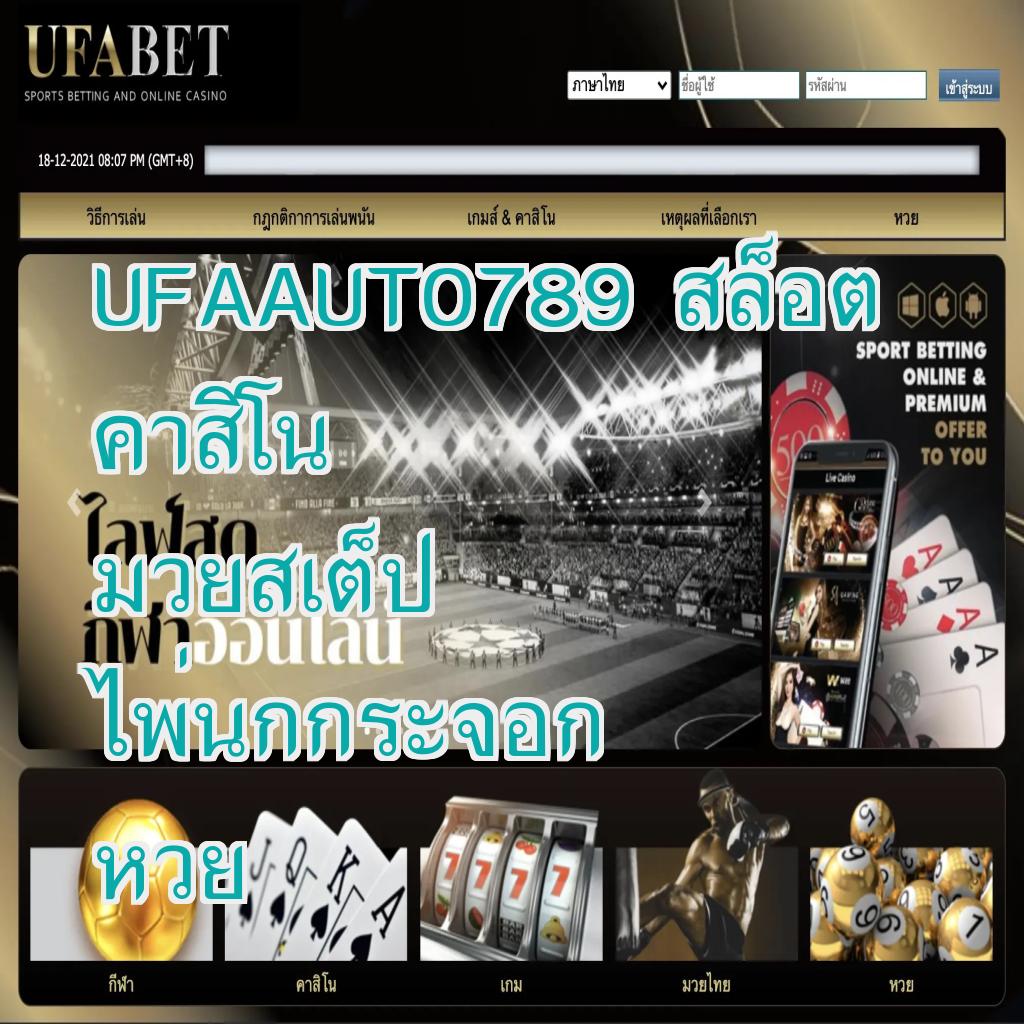 UFABET
SPORTS BETTING AND ONLINE CASINO
ภาษาไทย ชื่อผู้ใช้ รหัสผ่าน เข้าสู่ระบบ
18-12-2021 08:07 PM (GMT+8)
วิธีการเล่น กฎกติกาการเล่นพนัน เกมส์ & คาสิโน เหตุผลที่เลือกเรา หวย
UFAAUTO789 สล็อต
คาสิโน
มวยสเต็ป
ไพ่นกกระจอก
หวย
ไลฟ์สด
กีฬาออนไลน์
SPORT BETTING
ONLINE &
PREMIUM
OFFER
TO YOU
Live Casino
500
A
A
A
A
J Q K A
7 7 7 7
กีฬา คาสิโน เกม มวยไทย หวย